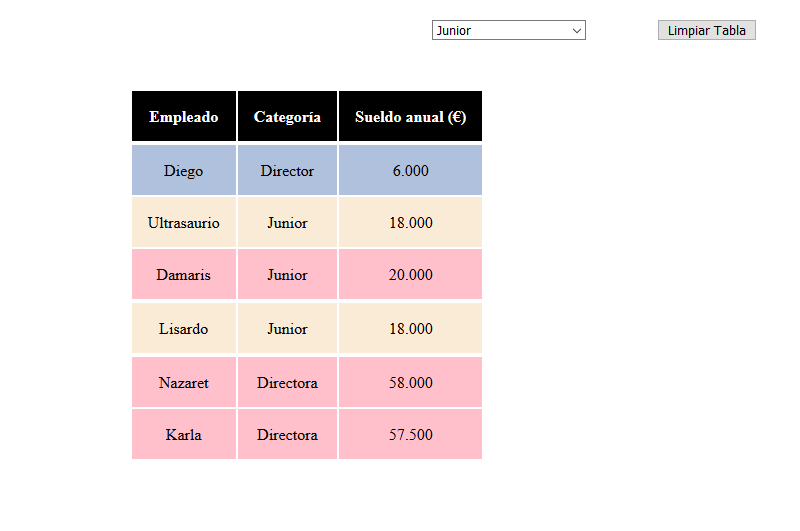 Junior Limpiar Tabla
Empleado Categoría Sueldo anual (€)
Diego Director 6.000
Ultrasaurio Junior 18.000
Damaris Junior 20.000
Lisardo Junior 18.000
Nazaret Directora 58.000
Karla Directora 57.500